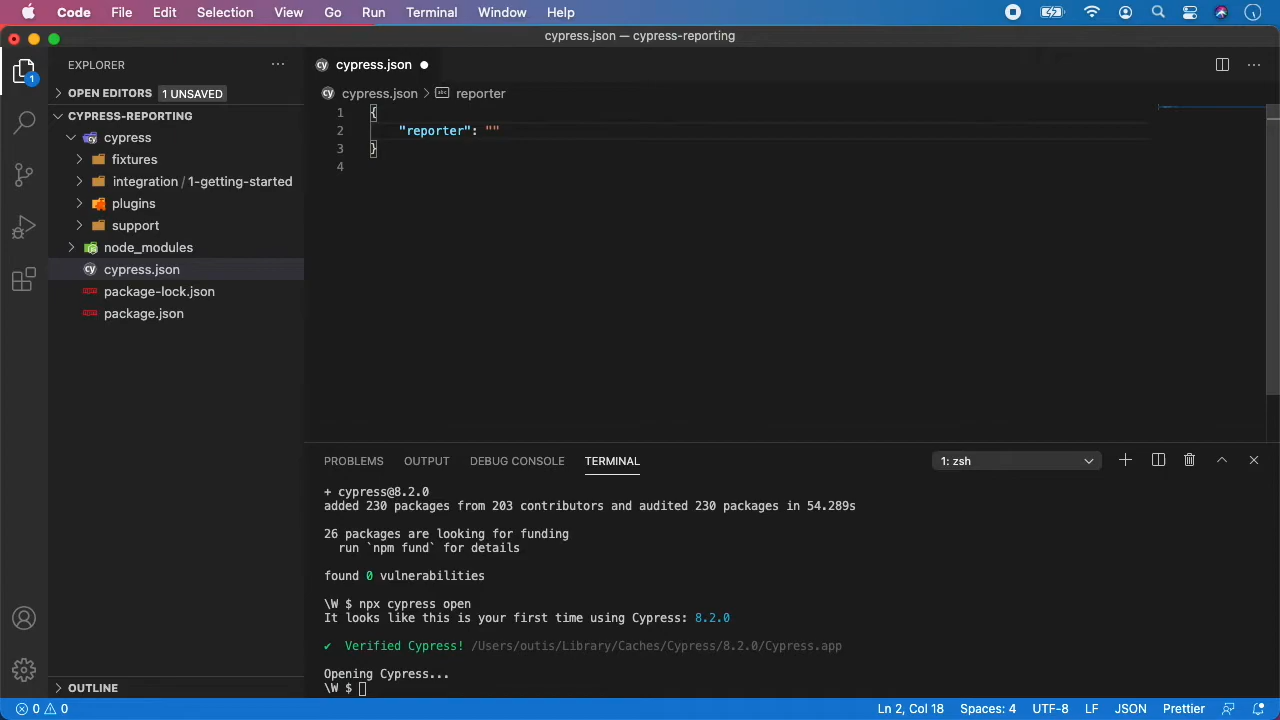 Code File Edit Selection View Go Run Terminal Window Help
cypress.json — cypress-reporting
EXPLORER
1
OPEN EDITORS 1 UNSAVED
CYPRESS-REPORTING
cypress
fixtures
integration / 1-getting-started
plugins
support
node_modules
cypress.json
package-lock.json
package.json
OUTLINE
cypress.json
cypress.json > reporter
1 {
2 "reporter": ""
3 }
4
PROBLEMS OUTPUT DEBUG CONSOLE TERMINAL 1: zsh
+ cypress@8.2.0
added 230 packages from 203 contributors and audited 230 packages in 54.289s
26 packages are looking for funding
run `npm fund` for details
found 0 vulnerabilities
\W $ npx cypress open
It looks like this is your first time using Cypress: 8.2.0
✔ Verified Cypress! /Users/outis/Library/Caches/Cypress/8.2.0/Cypress.app
Opening Cypress...
\W $
0 0 Ln 2, Col 18 Spaces: 4 UTF-8 LF JSON Prettier